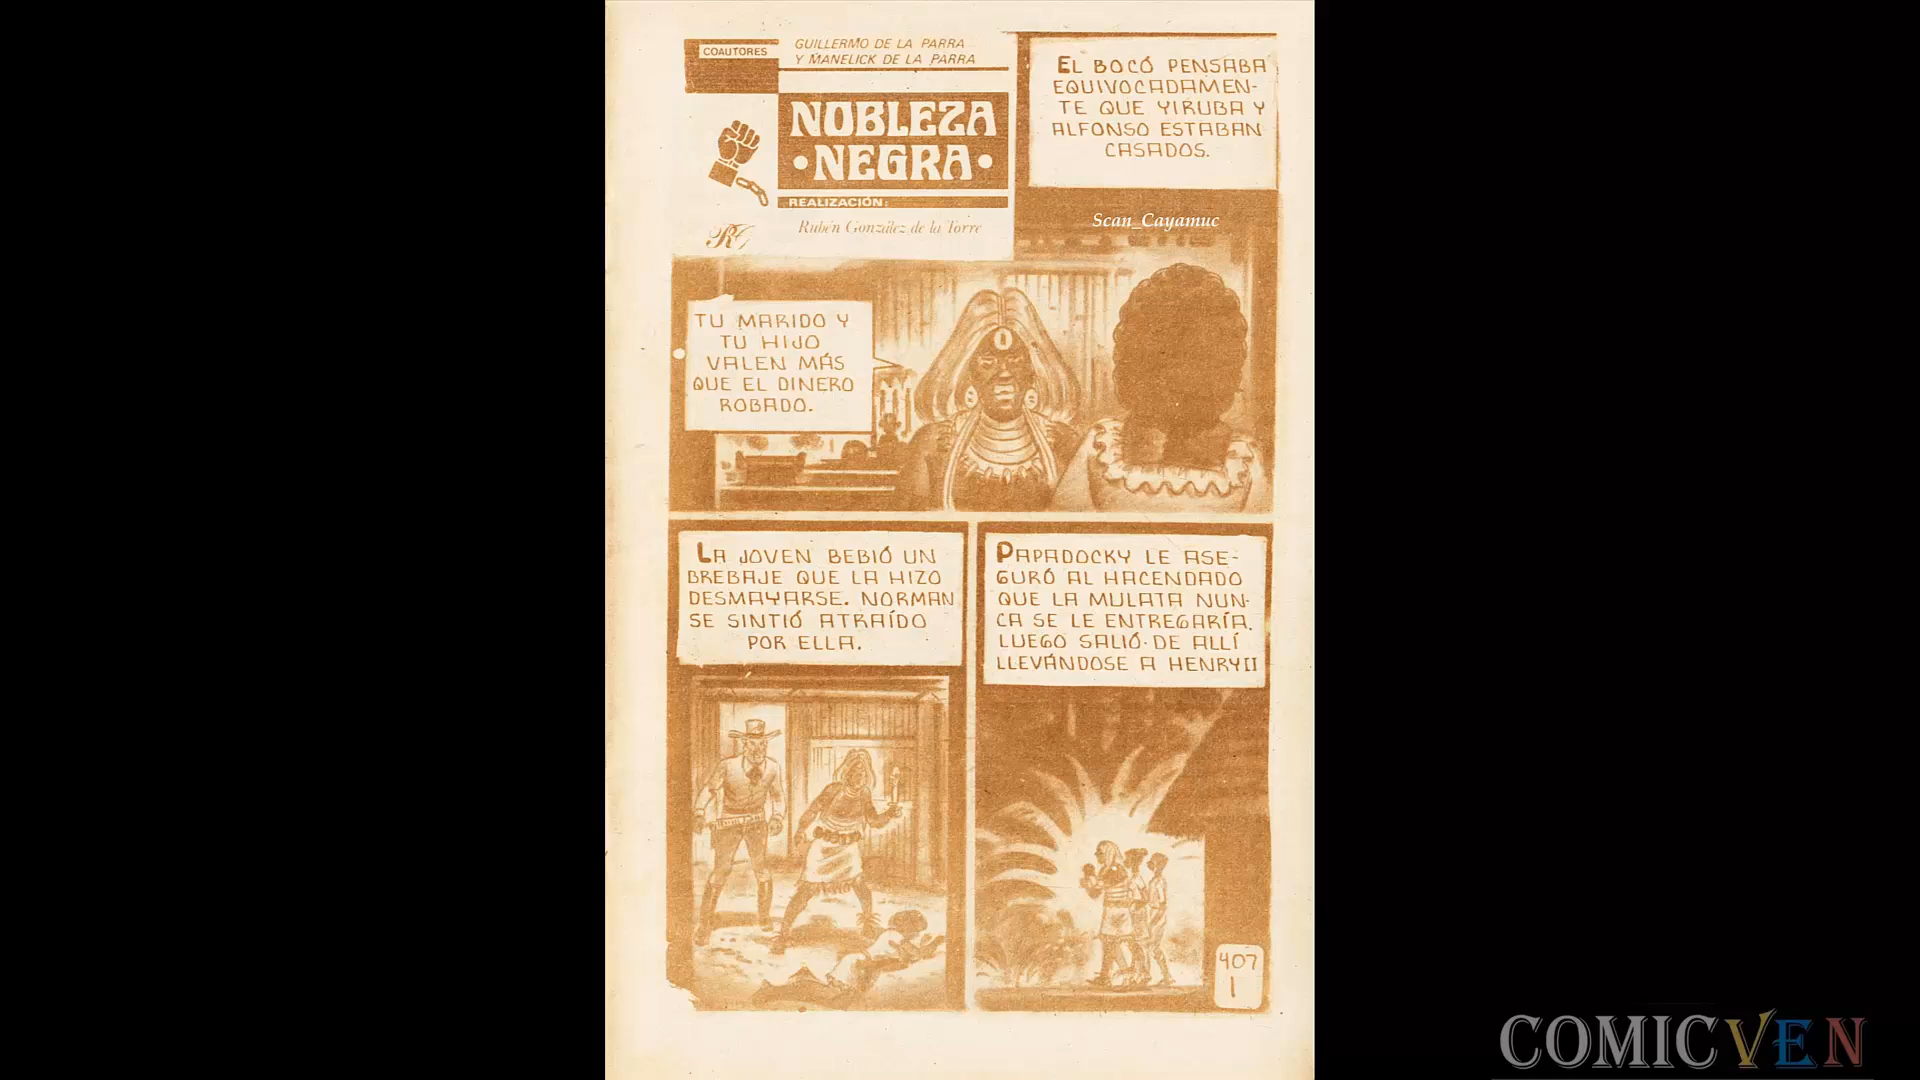 COAUTORES
GUILLERMO DE LA PARRA
Y MANELICK DE LA PARRA
NOBLEZA
•NEGRA•
REALIZACIÓN:
Rubén González de la Torre
RG
EL BOCÓ PENSABA
EQUIVOCADAMEN-
TE QUE YIRUBA Y
ALFONSO ESTABAN
CASADOS.
Scan_Cayamuc
TU MARIDO Y
TU HIJO
VALEN MÁS
QUE EL DINERO
ROBADO.
LA JOVEN BEBIÓ UN
BREBAJE QUE LA HIZO
DESMAYARSE. NORMAN
SE SINTIÓ ATRAÍDO
POR ELLA.
PAPADOCKY LE ASE-
GURÓ AL HACENDADO
QUE LA MULATA NUN-
CA SE LE ENTREGARÍA.
LUEGO SALIÓ DE ALLÍ
LLEVÁNDOSE A HENRY II
407
1
COMICVEN